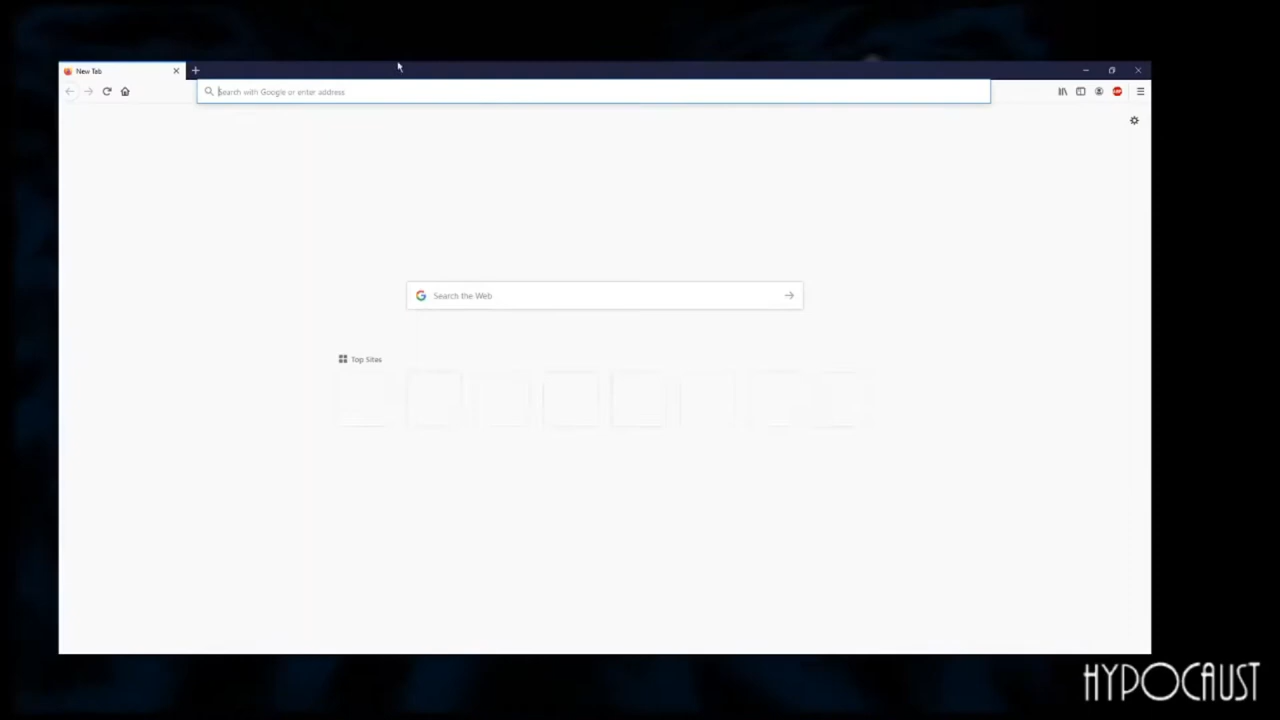 New Tab
Search with Google or enter address
Search the Web
Top Sites
HYPOCAUST